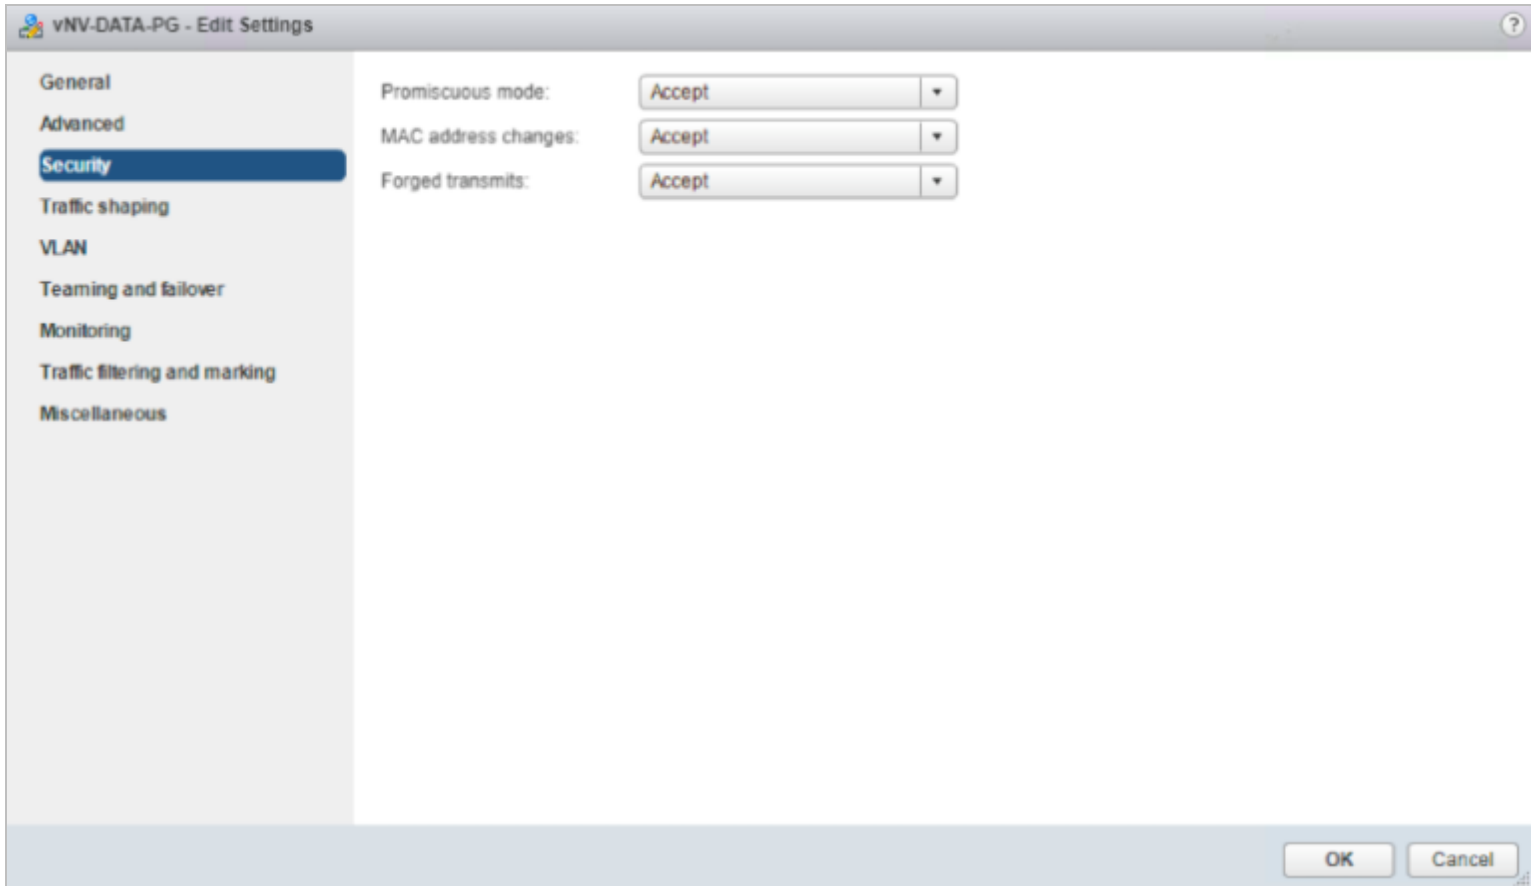 vNV-DATA-PG - Edit Settings ?
General
Advanced
Security
Traffic shaping
VLAN
Teaming and failover
Monitoring
Traffic filtering and marking
Miscellaneous
Promiscuous mode: Accept
MAC address changes: Accept
Forged transmits: Accept
OK Cancel